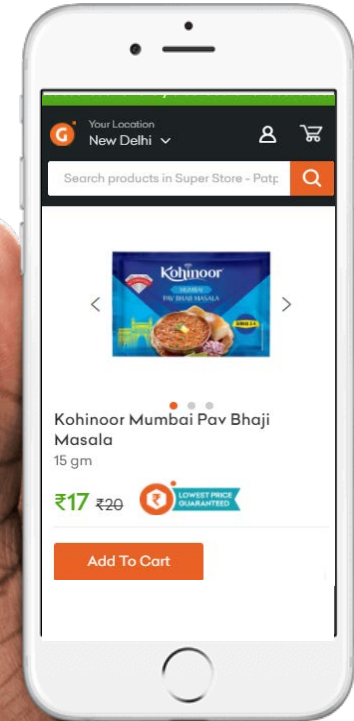 G
Your Location
New Delhi
Search products in Super Store - Patp
Kohinoor
MUMBAI
PAV BHAJI MASALA
Kohinoor Mumbai Pav Bhaji
Masala
15 gm
₹17 ₹20
₹ LOWEST PRICE
GUARANTEED
Add To Cart